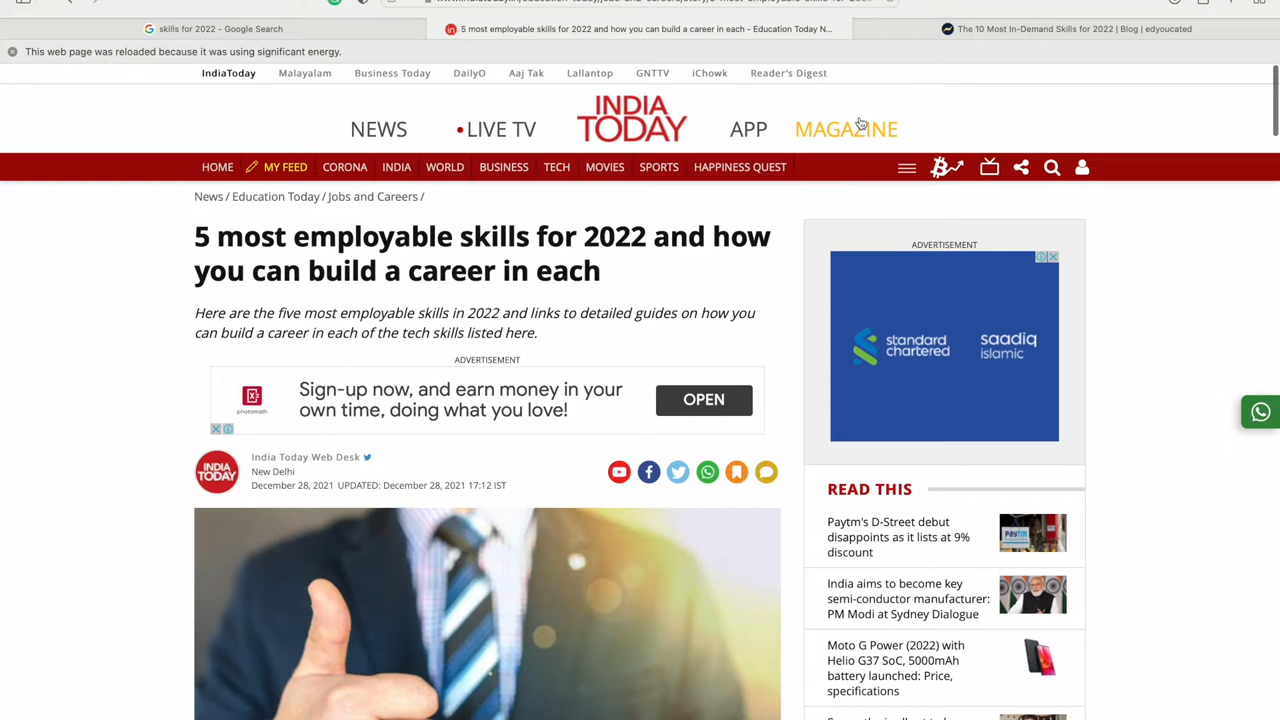 skills for 2022 - Google Search
5 most employable skills for 2022 and how you can build a career in each - Education Today N...
The 10 Most In-Demand Skills for 2022 | Blog | edyoucated
This web page was reloaded because it was using significant energy.
IndiaToday Malayalam Business Today DailyO Aaj Tak Lallantop GNTTV iChowk Reader's Digest
NEWS
• LIVE TV
INDIA
TODAY
APP
MAGAZINE
HOME MY FEED CORONA INDIA WORLD BUSINESS TECH MOVIES SPORTS HAPPINESS QUEST
News / Education Today / Jobs and Careers /
5 most employable skills for 2022 and how
you can build a career in each
Here are the five most employable skills in 2022 and links to detailed guides on how you
can build a career in each of the tech skills listed here.
ADVERTISEMENT
photomath
Sign-up now, and earn money in your
own time, doing what you love!
OPEN
INDIA
TODAY
India Today Web Desk
New Delhi
December 28, 2021 UPDATED: December 28, 2021 17:12 IST
ADVERTISEMENT
standard
chartered
saadiq
islamic
READ THIS
Paytm's D-Street debut
disappoints as it lists at 9%
discount
India aims to become key
semi-conductor manufacturer:
PM Modi at Sydney Dialogue
Moto G Power (2022) with
Helio G37 SoC, 5000mAh
battery launched: Price,
specifications